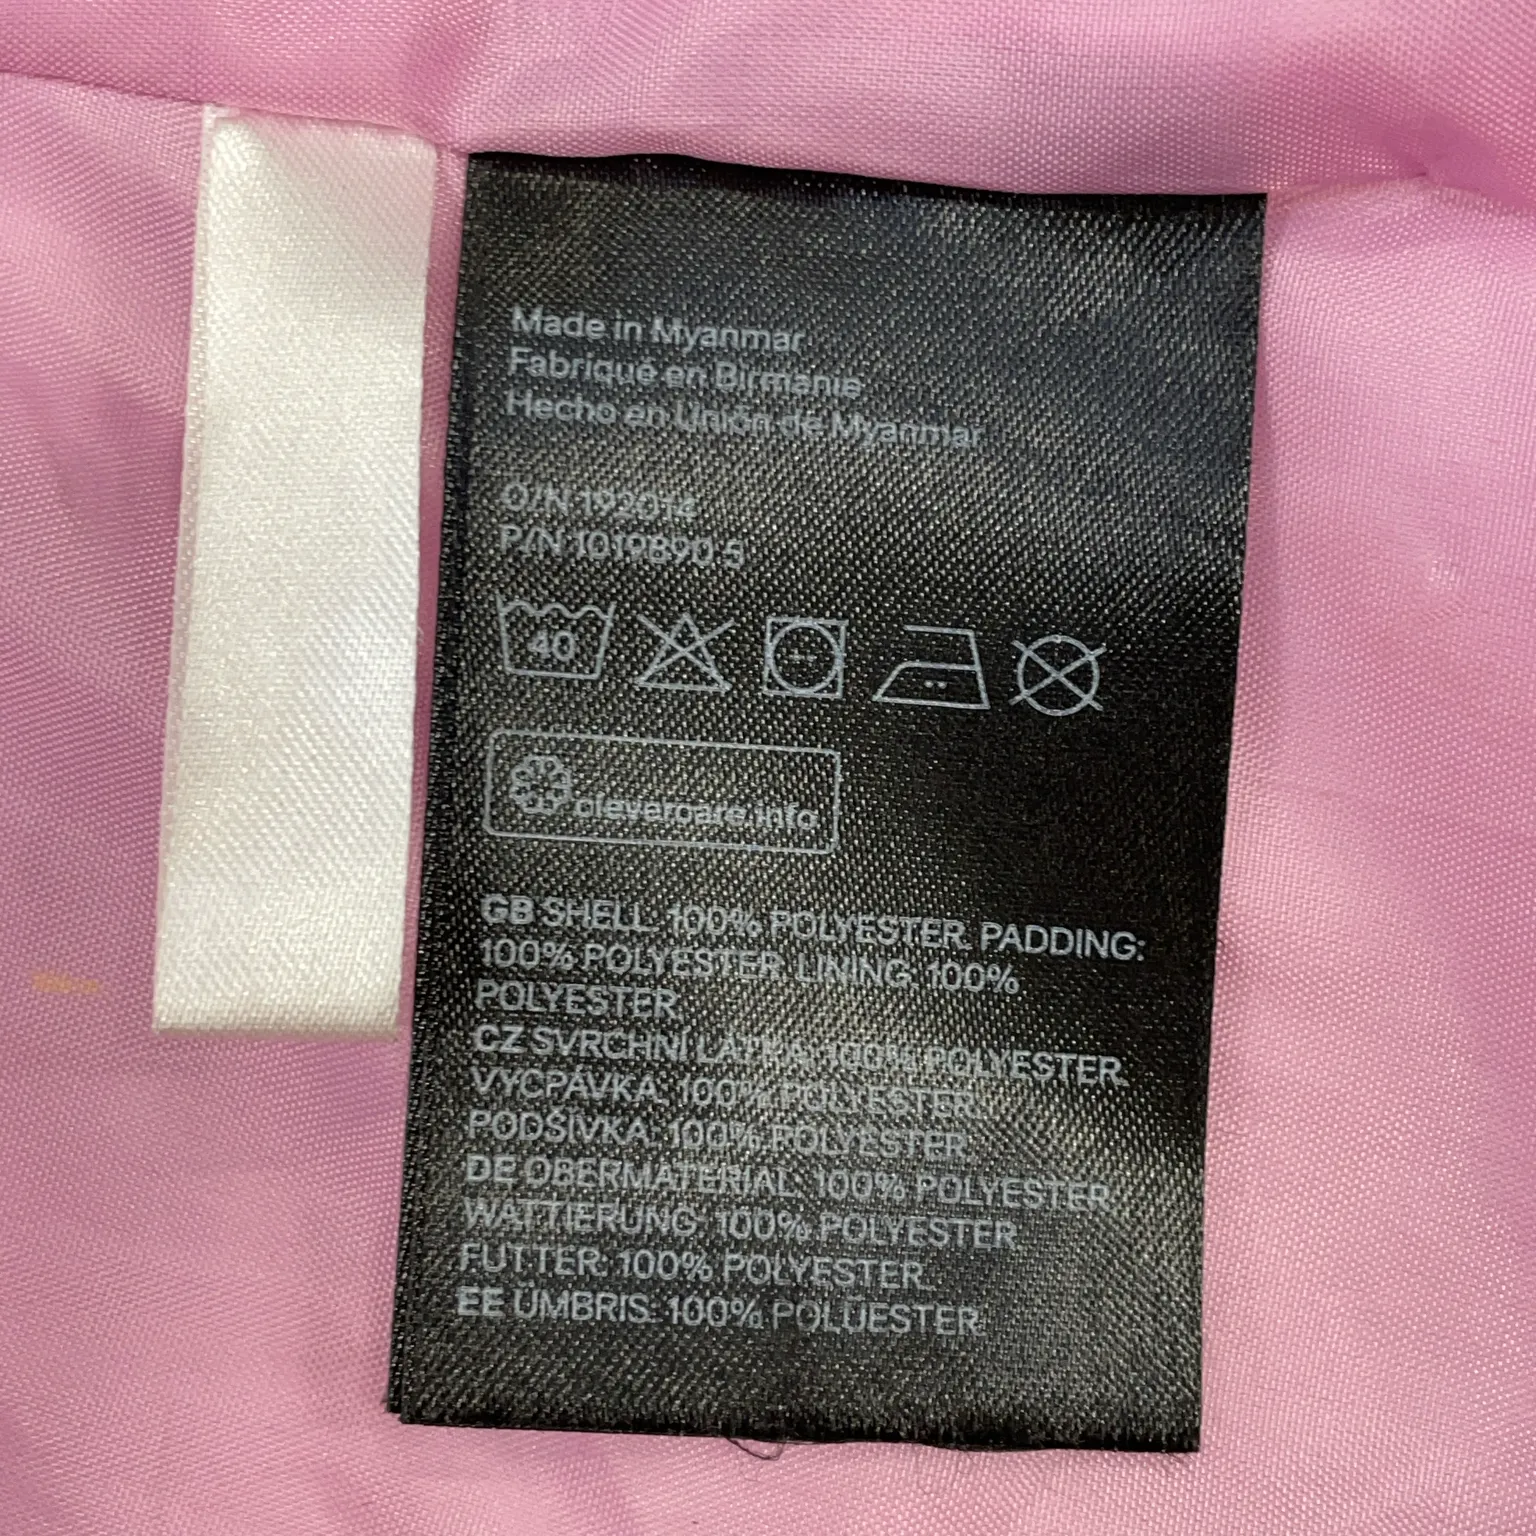 Made in Myanmar
Fabriqué en Birmanie
Hecho en Unión de Myanmar
O/N 192014
P/N 1019890.5
40
clevercare.info
GB SHELL: 100% POLYESTER. PADDING:
100% POLYESTER. LINING: 100%
POLYESTER
CZ SVRCHNÍ LÁTKA: 100% POLYESTER.
VYCPÁVKA: 100% POLYESTER.
PODŠÍVKA: 100% POLYESTER.
DE OBERMATERIAL: 100% POLYESTER.
WATTIERUNG: 100% POLYESTER.
FUTTER: 100% POLYESTER.
EE ÜMBRIS: 100% POLÜESTER.